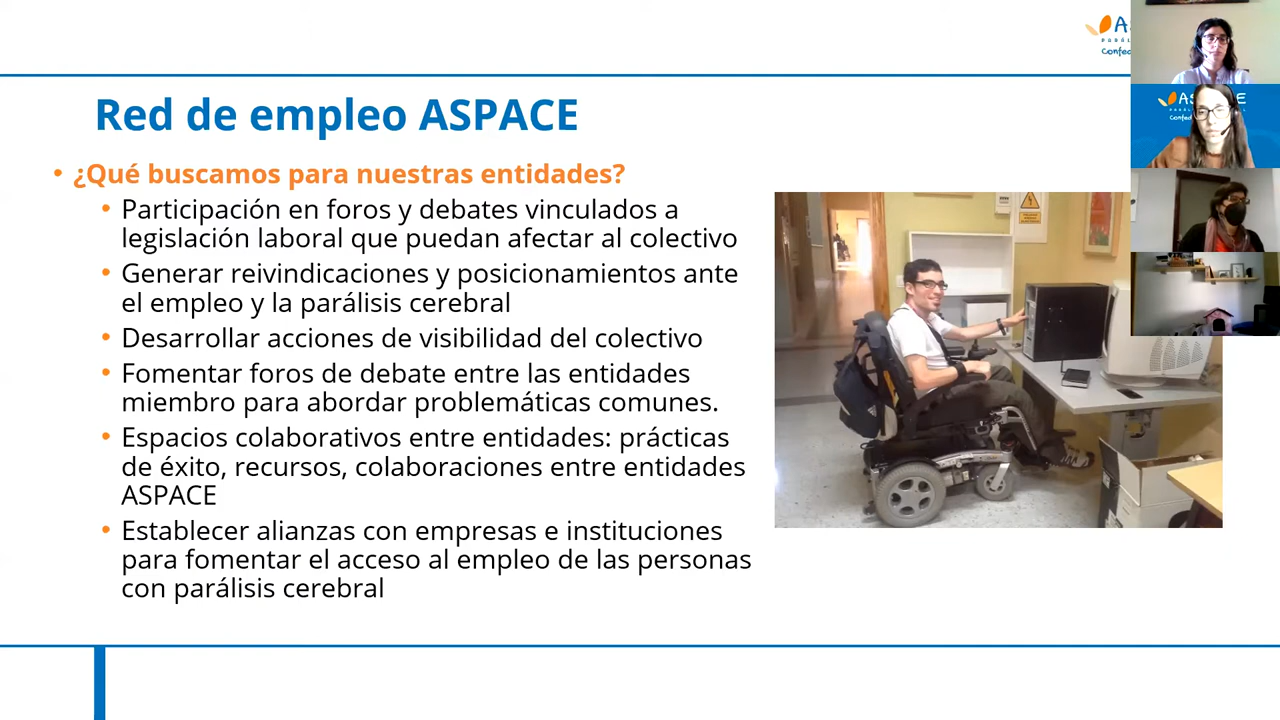 Red de empleo ASPACE
• ¿Qué buscamos para nuestras entidades?
• Participación en foros y debates vinculados a
legislación laboral que puedan afectar al colectivo
• Generar reivindicaciones y posicionamientos ante
el empleo y la parálisis cerebral
• Desarrollar acciones de visibilidad del colectivo
• Fomentar foros de debate entre las entidades
miembro para abordar problemáticas comunes.
• Espacios colaborativos entre entidades: prácticas
de éxito, recursos, colaboraciones entre entidades
ASPACE
• Establecer alianzas con empresas e instituciones
para fomentar el acceso al empleo de las personas
con parálisis cerebral